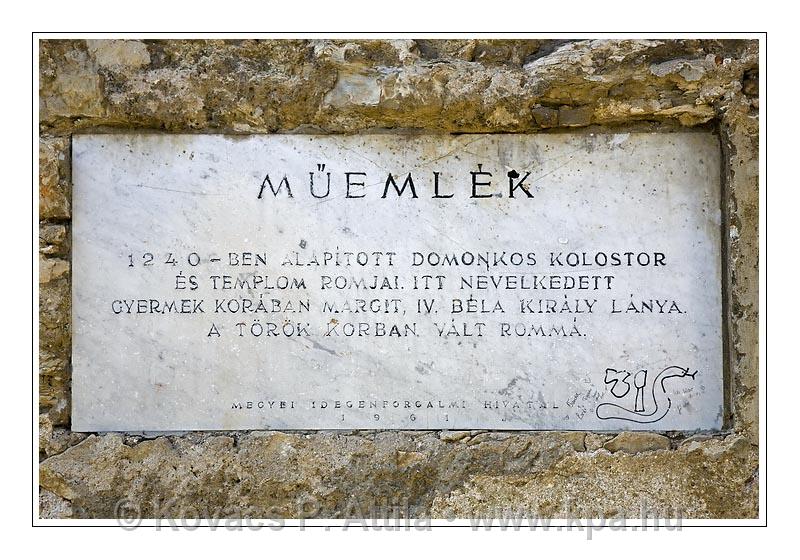 MŰEMLÉK
1240-BEN ALAPÍTOTT DOMONKOS KOLOSTOR
ÉS TEMPLOM ROMJAI. ITT NEVELKEDETT
GYERMEK KORÁBAN MARGIT, IV. BÉLA KIRÁLY LÁNYA.
A TÖRÖK KORBAN VÁLT ROMMÁ.
MEGYEI IDEGENFORGALMI HIVATAL
1961
© Kovács P. Attila • www.kpa.hu